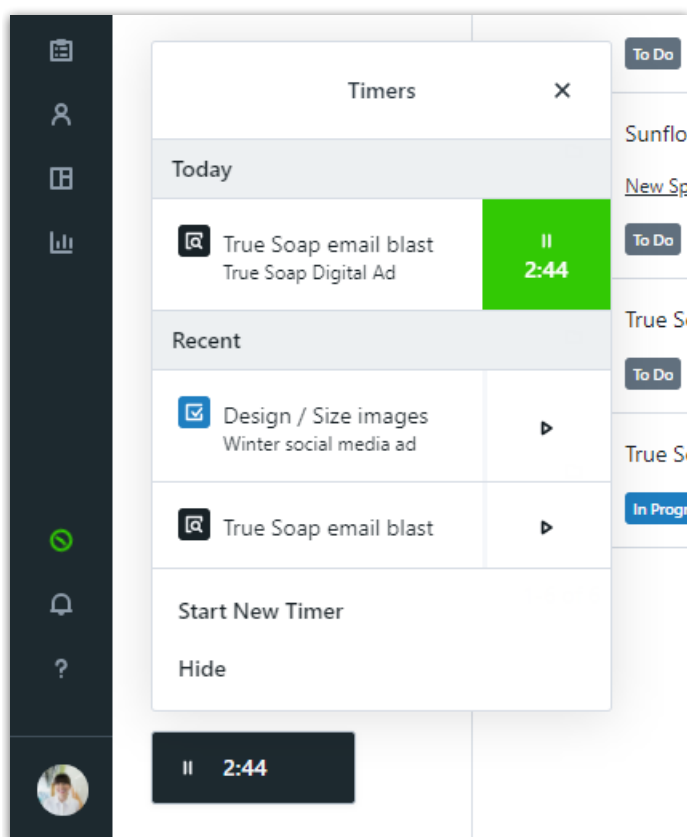 Timers
Today
True Soap email blast
True Soap Digital Ad
2:44
Recent
Design / Size images
Winter social media ad
True Soap email blast
Start New Timer
Hide
2:44
To Do
Sunflo
New Sp
To Do
True S
To Do
True S
In Progr